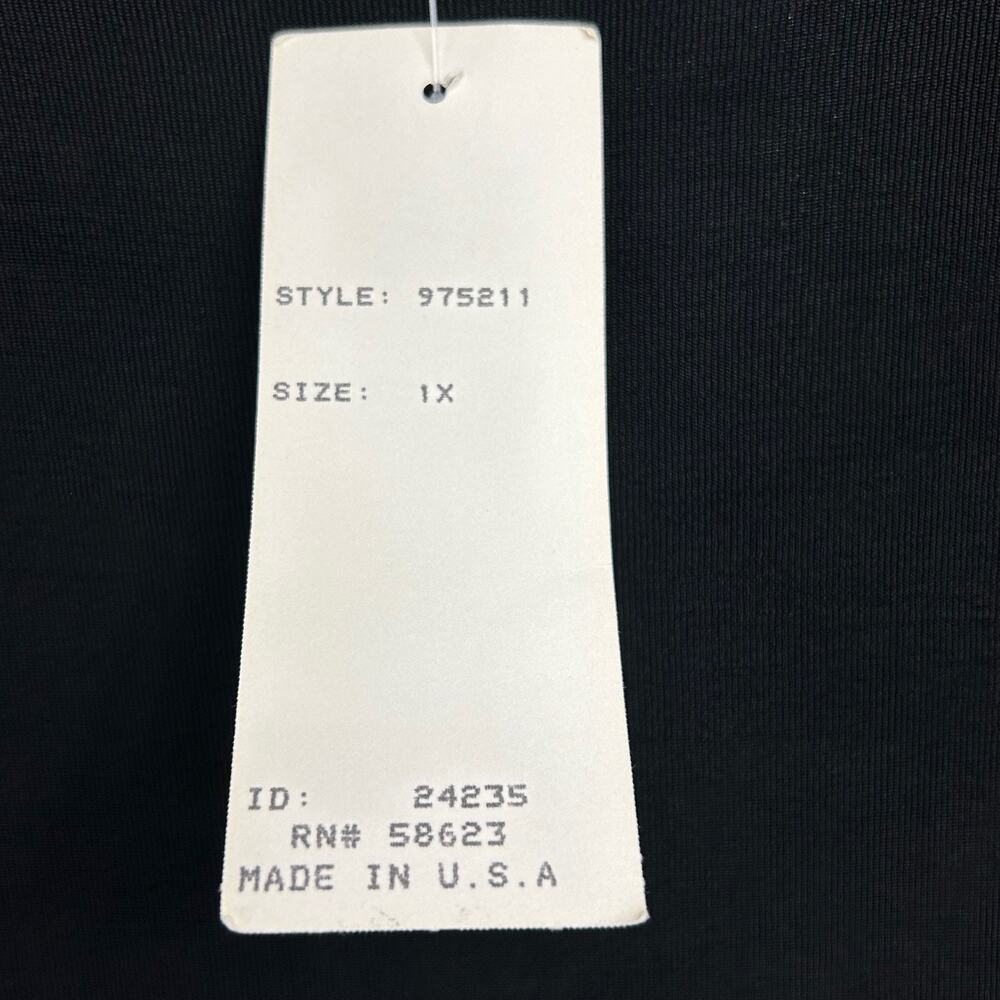 STYLE: 975211
SIZE: 1X
ID: 24235
RN# 58623
MADE IN U.S.A